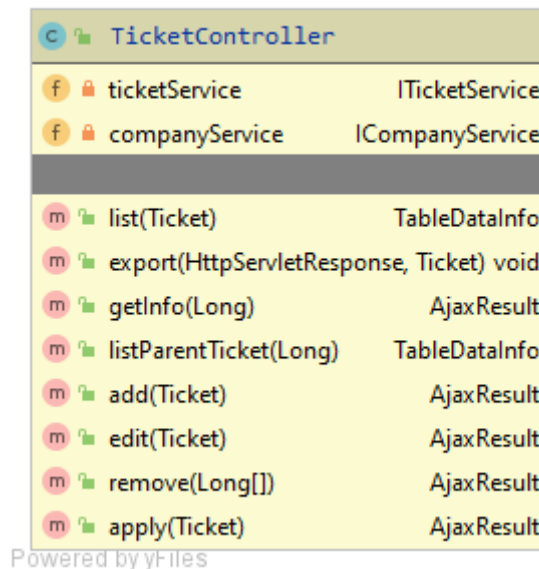 C TicketController
f ticketService ITicketService
f companyService ICompanyService
m list(Ticket) TableDataInfo
m export(HttpServletResponse, Ticket) void
m getInfo(Long) AjaxResult
m listParentTicket(Long) TableDataInfo
m add(Ticket) AjaxResult
m edit(Ticket) AjaxResult
m remove(Long[]) AjaxResult
m apply(Ticket) AjaxResult
Powered by yFiles